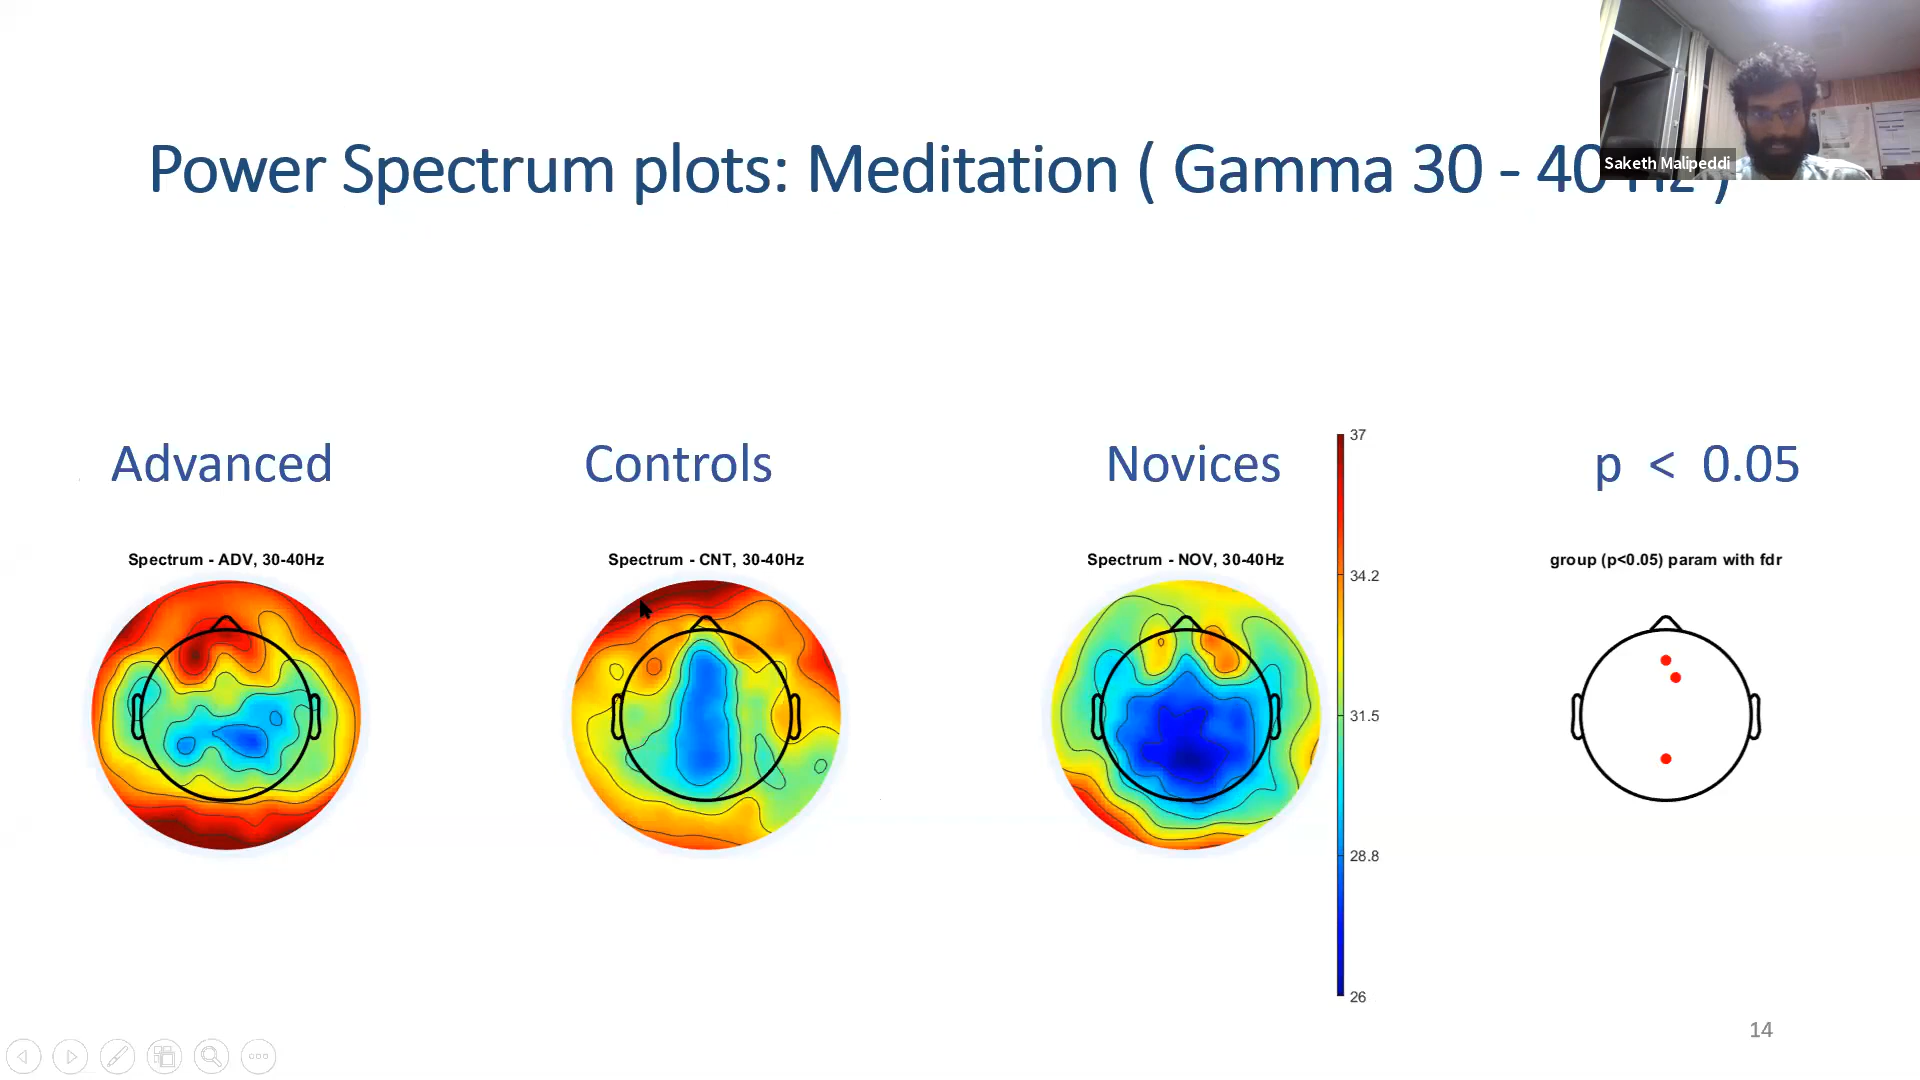 Saketh Malipeddi
Power Spectrum plots: Meditation ( Gamma 30 - 40 Hz )
Advanced
Controls
Novices
p < 0.05
Spectrum - ADV, 30-40Hz
Spectrum - CNT, 30-40Hz
Spectrum - NOV, 30-40Hz
group (p<0.05) param with fdr
37
34.2
31.5
28.8
26
14